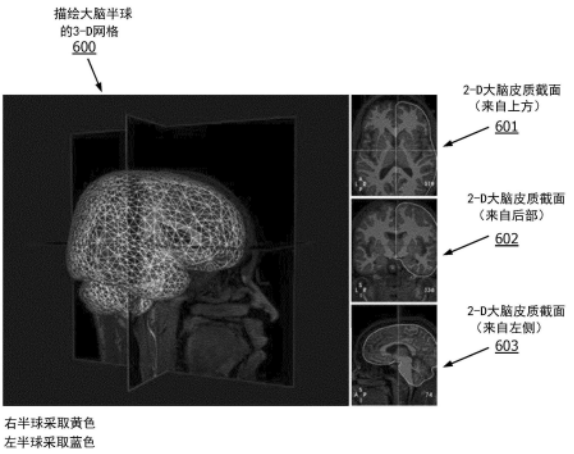 描绘大脑半球
的3-D网格
600
2-D大脑皮质截面
(来自上方)
601
2-D大脑皮质截面
(来自后部)
602
2-D大脑皮质截面
(来自左侧)
603
右半球采取黄色
左半球采取蓝色